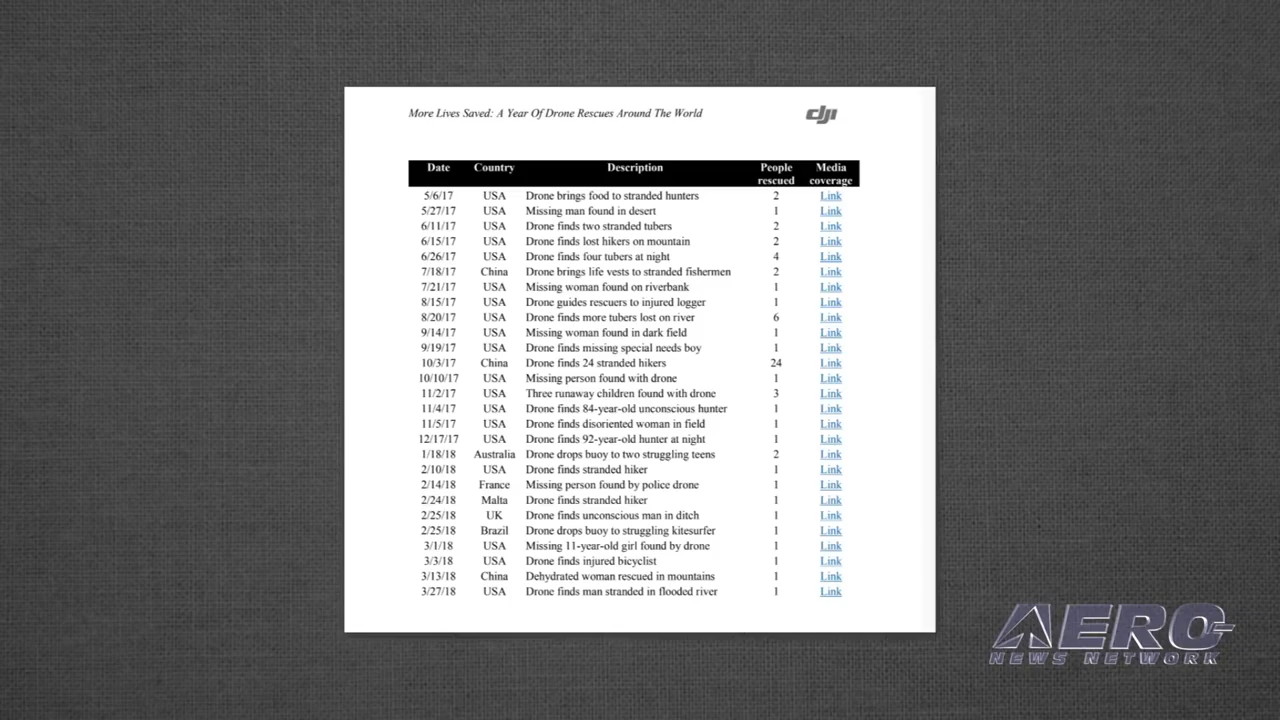 More Lives Saved: A Year Of Drone Rescues Around The World dji
Date Country Description People rescued Media coverage
5/6/17 USA Drone brings food to stranded hunters 2 Link
5/27/17 USA Missing man found in desert 1 Link
6/11/17 USA Drone finds two stranded tubers 2 Link
6/15/17 USA Drone finds lost hikers on mountain 2 Link
6/26/17 USA Drone finds four tubers at night 4 Link
7/18/17 China Drone brings life vests to stranded fishermen 2 Link
7/21/17 USA Missing woman found on riverbank 1 Link
8/15/17 USA Drone guides rescuers to injured logger 1 Link
8/20/17 USA Drone finds more tubers lost on river 6 Link
9/14/17 USA Missing woman found in dark field 1 Link
9/19/17 USA Drone finds missing special needs boy 1 Link
10/3/17 China Drone finds 24 stranded hikers 24 Link
10/10/17 USA Missing person found with drone 1 Link
11/2/17 USA Three runaway children found with drone 3 Link
11/4/17 USA Drone finds 84-year-old unconscious hunter 1 Link
11/5/17 USA Drone finds disoriented woman in field 1 Link
12/17/17 USA Drone finds 92-year-old hunter at night 1 Link
1/18/18 Australia Drone drops buoy to two struggling teens 2 Link
2/10/18 USA Drone finds stranded hiker 1 Link
2/14/18 France Missing person found by police drone 1 Link
2/24/18 Malta Drone finds stranded hiker 1 Link
2/25/18 UK Drone finds unconscious man in ditch 1 Link
2/25/18 Brazil Drone drops buoy to struggling kitesurfer 1 Link
3/1/18 USA Missing 11-year-old girl found by drone 1 Link
3/3/18 USA Drone finds injured bicyclist 1 Link
3/13/18 China Dehydrated woman rescued in mountains 1 Link
3/27/18 USA Drone finds man stranded in flooded river 1 Link
AERO
NEWS NETWORK